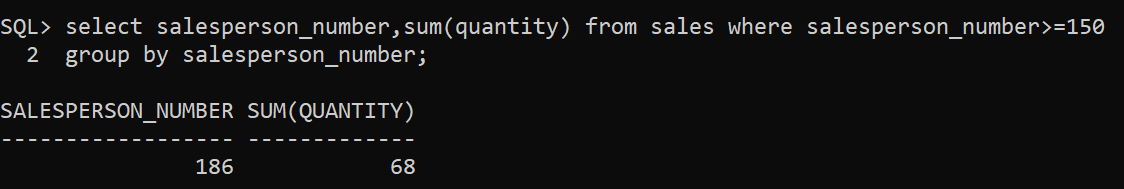 SQL> select salesperson_number,sum(quantity) from sales where salesperson_number>=150
  2  group by salesperson_number;

SALESPERSON_NUMBER SUM(QUANTITY)
------------------ -------------
               186            68